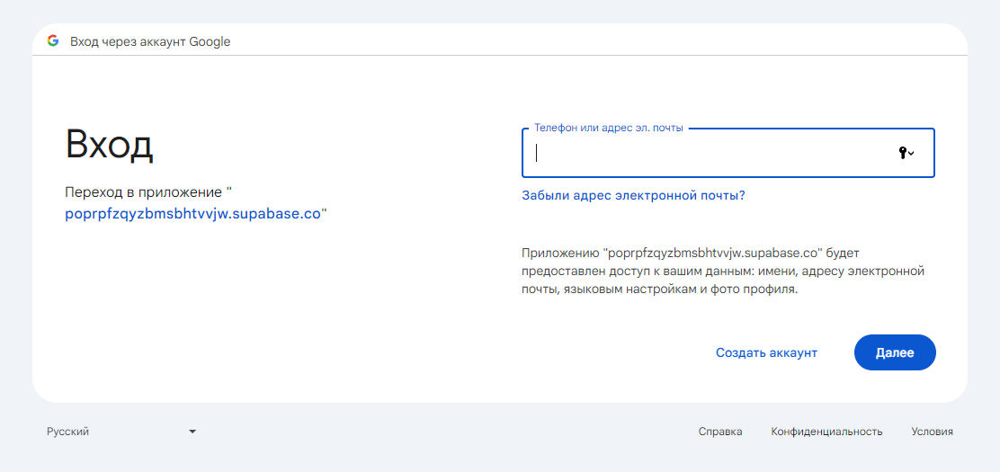 Вход через аккаунт Google
Вход
Переход в приложение "
poprpfzqyzbmsbhtvvjw.supabase.co"
Телефон или адрес эл. почты
Забыли адрес электронной почты?
Приложению "poprpfzqyzbmsbhtvvjw.supabase.co" будет
предоставлен доступ к вашим данным: имени, адресу электронной
почты, языковым настройкам и фото профиля.
Создать аккаунт
Далее
Русский
Справка
Конфиденциальность
Условия